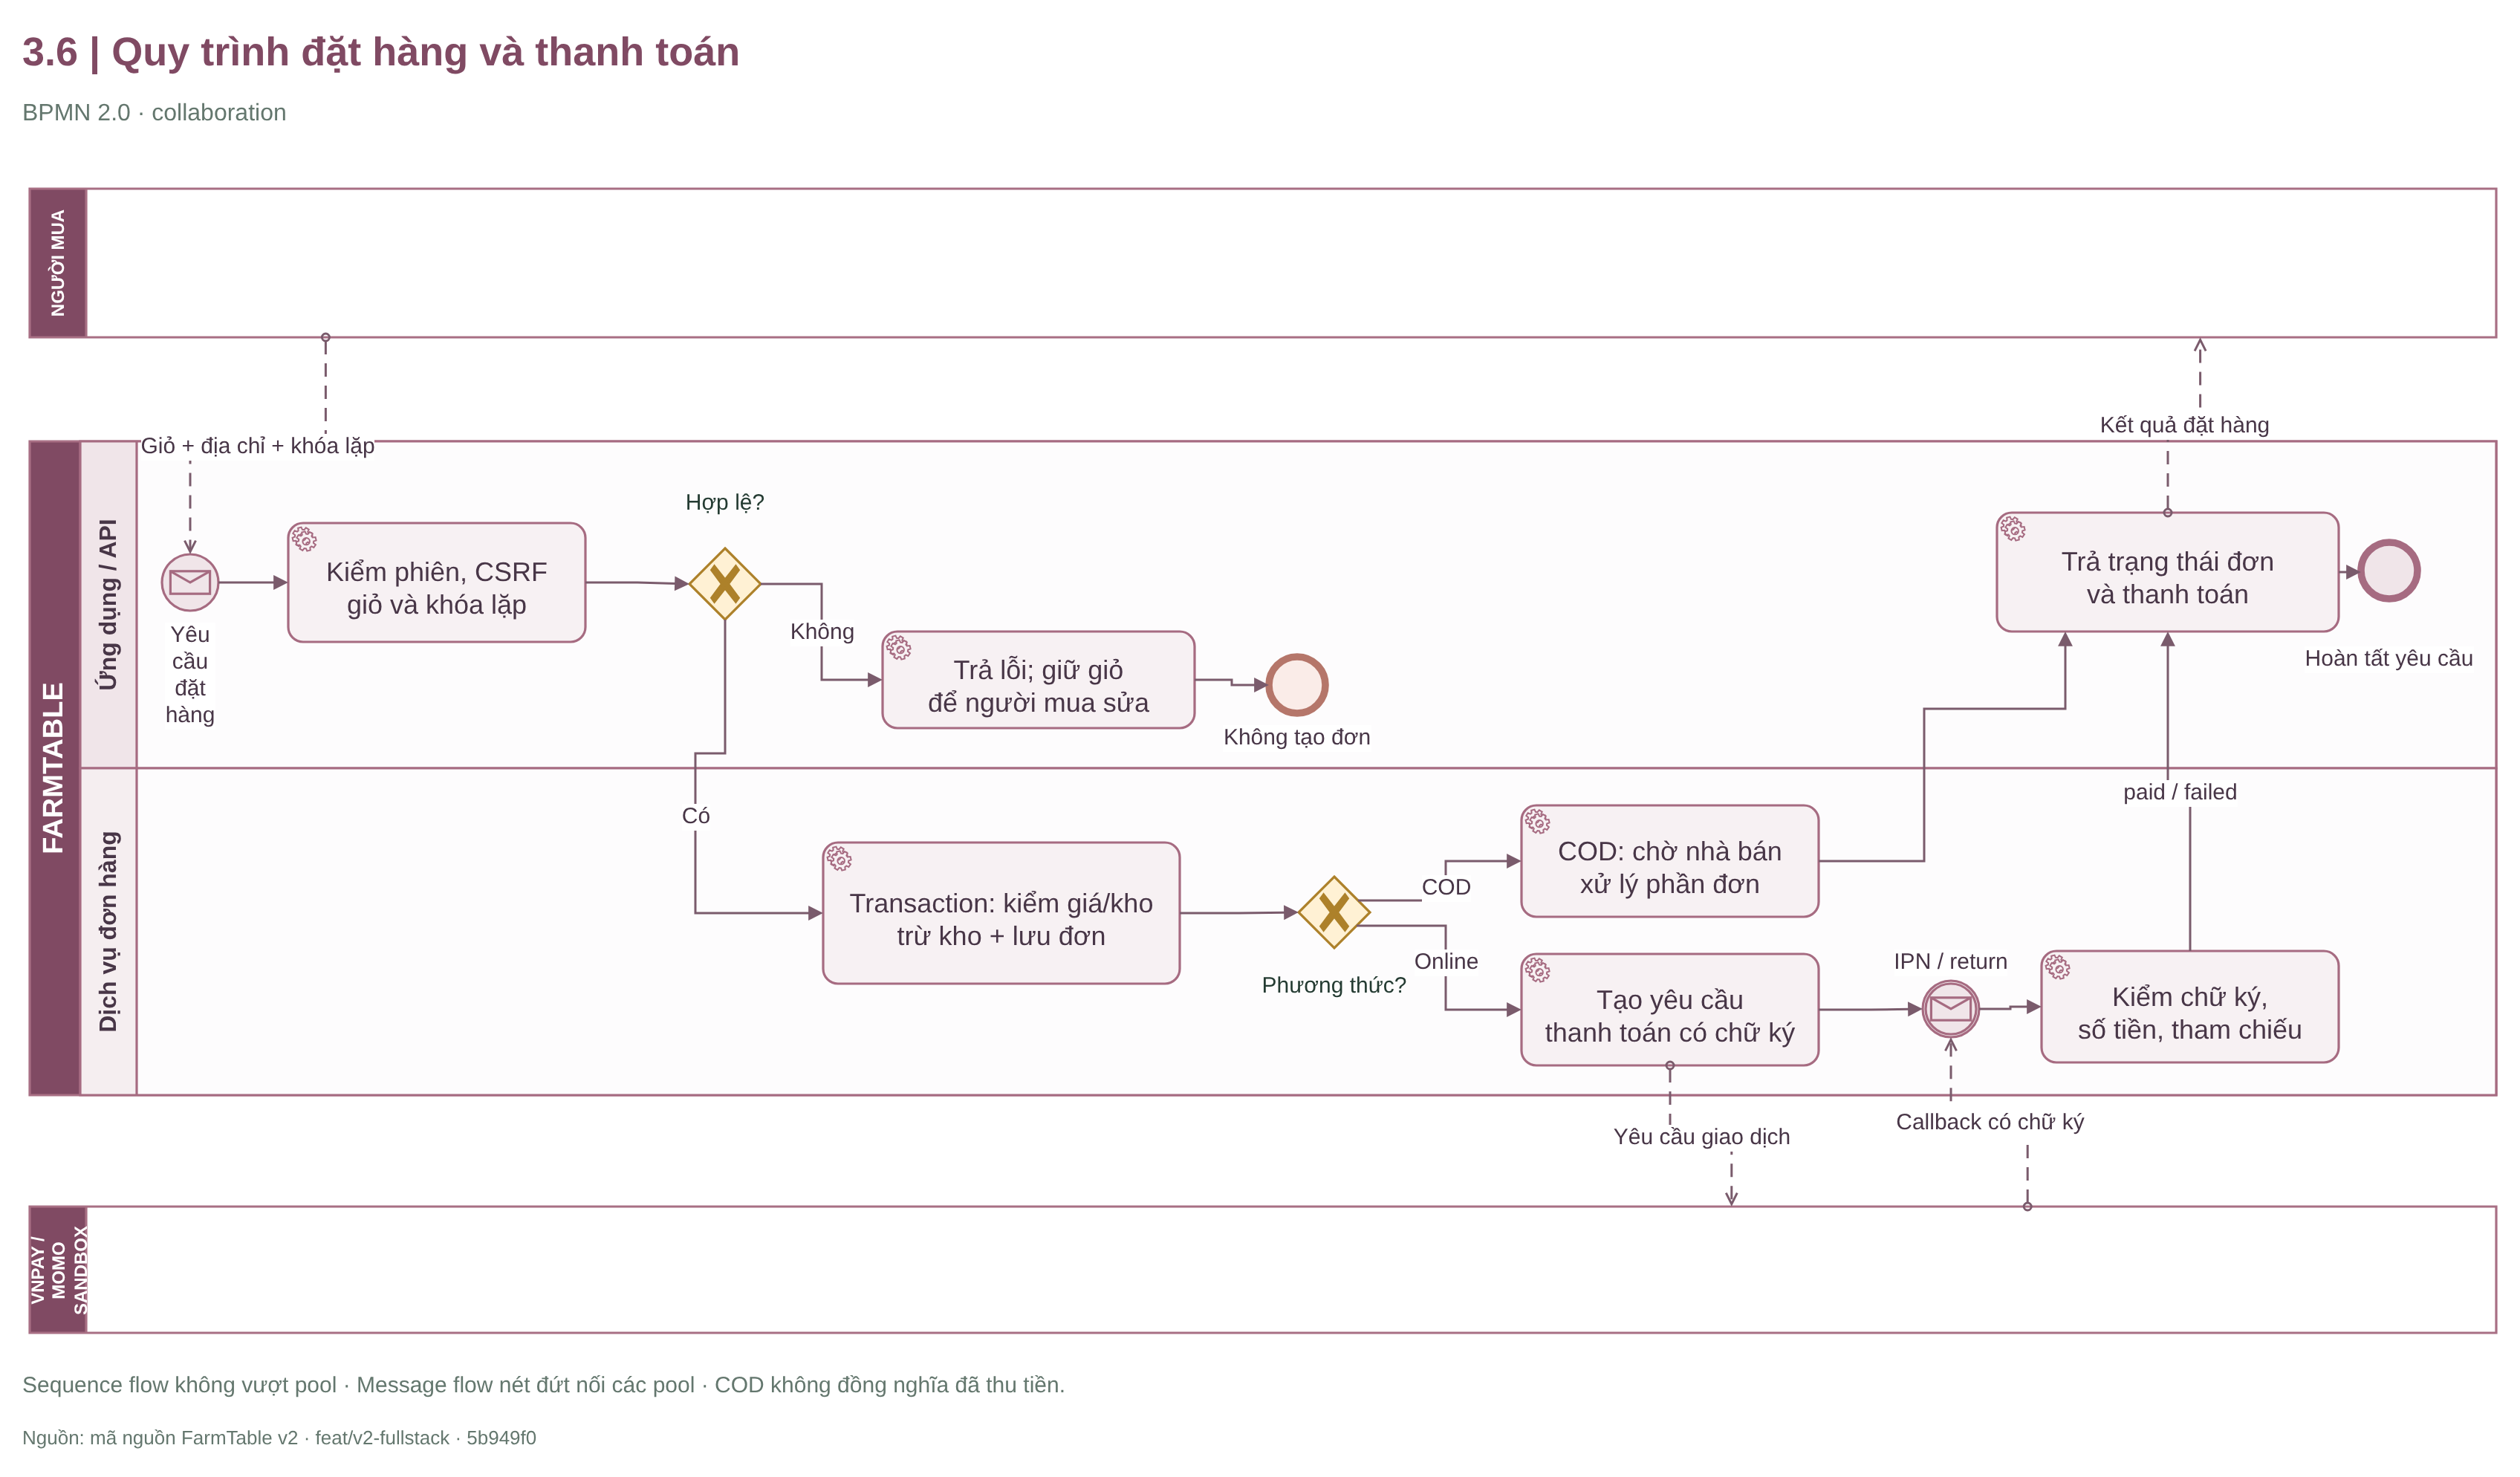 3.6 | Quy trình đặt hàng và thanh toán
BPMN 2.0 · collaboration
NGƯỜI MUA
Giỏ + địa chỉ + khóa lặp
Kết quả đặt hàng
FARMTABLE
Ứng dụng / API
Yêu
cầu
đặt
hàng
Kiểm phiên, CSRF
giỏ và khóa lặp
Hợp lệ?
Không
Trả lỗi; giữ giỏ
để người mua sửa
Không tạo đơn
Trả trạng thái đơn
và thanh toán
Hoàn tất yêu cầu
Dịch vụ đơn hàng
Có
Transaction: kiểm giá/kho
trừ kho + lưu đơn
Phương thức?
COD
COD: chờ nhà bán
xử lý phần đơn
Online
Tạo yêu cầu
thanh toán có chữ ký
IPN / return
Kiểm chữ ký,
số tiền, tham chiếu
paid / failed
Yêu cầu giao dịch
Callback có chữ ký
VNPAY /
MOMO
SANDBOX
Sequence flow không vượt pool · Message flow nét đứt nối các pool · COD không đồng nghĩa đã thu tiền.
Nguồn: mã nguồn FarmTable v2 · feat/v2-fullstack · 5b949f0